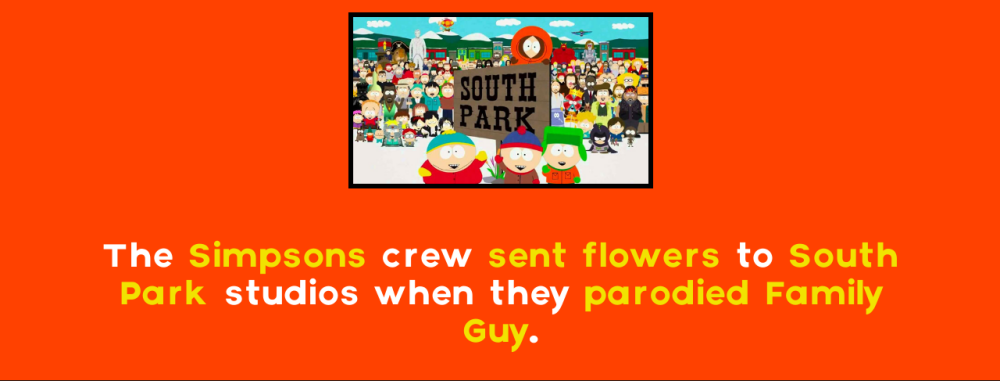 SOUTH
PARK
The Simpsons crew sent flowers to South
Park studios when they parodied Family
Guy.